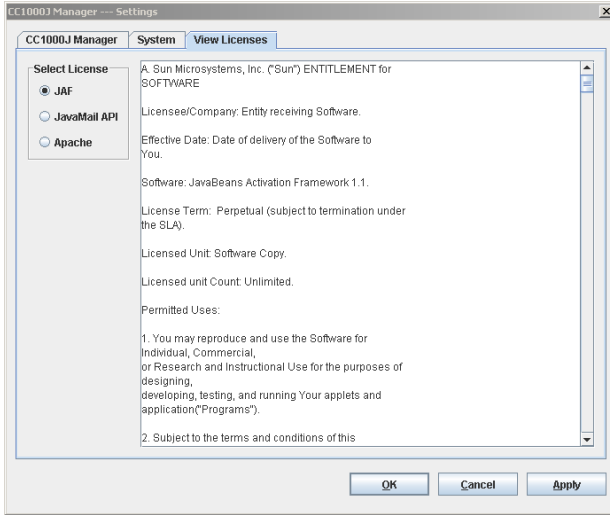 CC1000J Manager --- Settings
CC1000J Manager System View Licenses
Select License
JAF
JavaMail API
Apache
A. Sun Microsystems, Inc. ("Sun") ENTITLEMENT for
SOFTWARE
Licensee/Company: Entity receiving Software.
Effective Date: Date of delivery of the Software to
You.
Software: JavaBeans Activation Framework 1.1.
License Term:  Perpetual (subject to termination under
the SLA).
Licensed Unit: Software Copy.
Licensed unit Count: Unlimited.
Permitted Uses:
1. You may reproduce and use the Software for
Individual, Commercial,
or Research and Instructional Use for the purposes of
designing,
developing, testing, and running Your applets and
application("Programs").
2. Subject to the terms and conditions of this
OK Cancel Apply